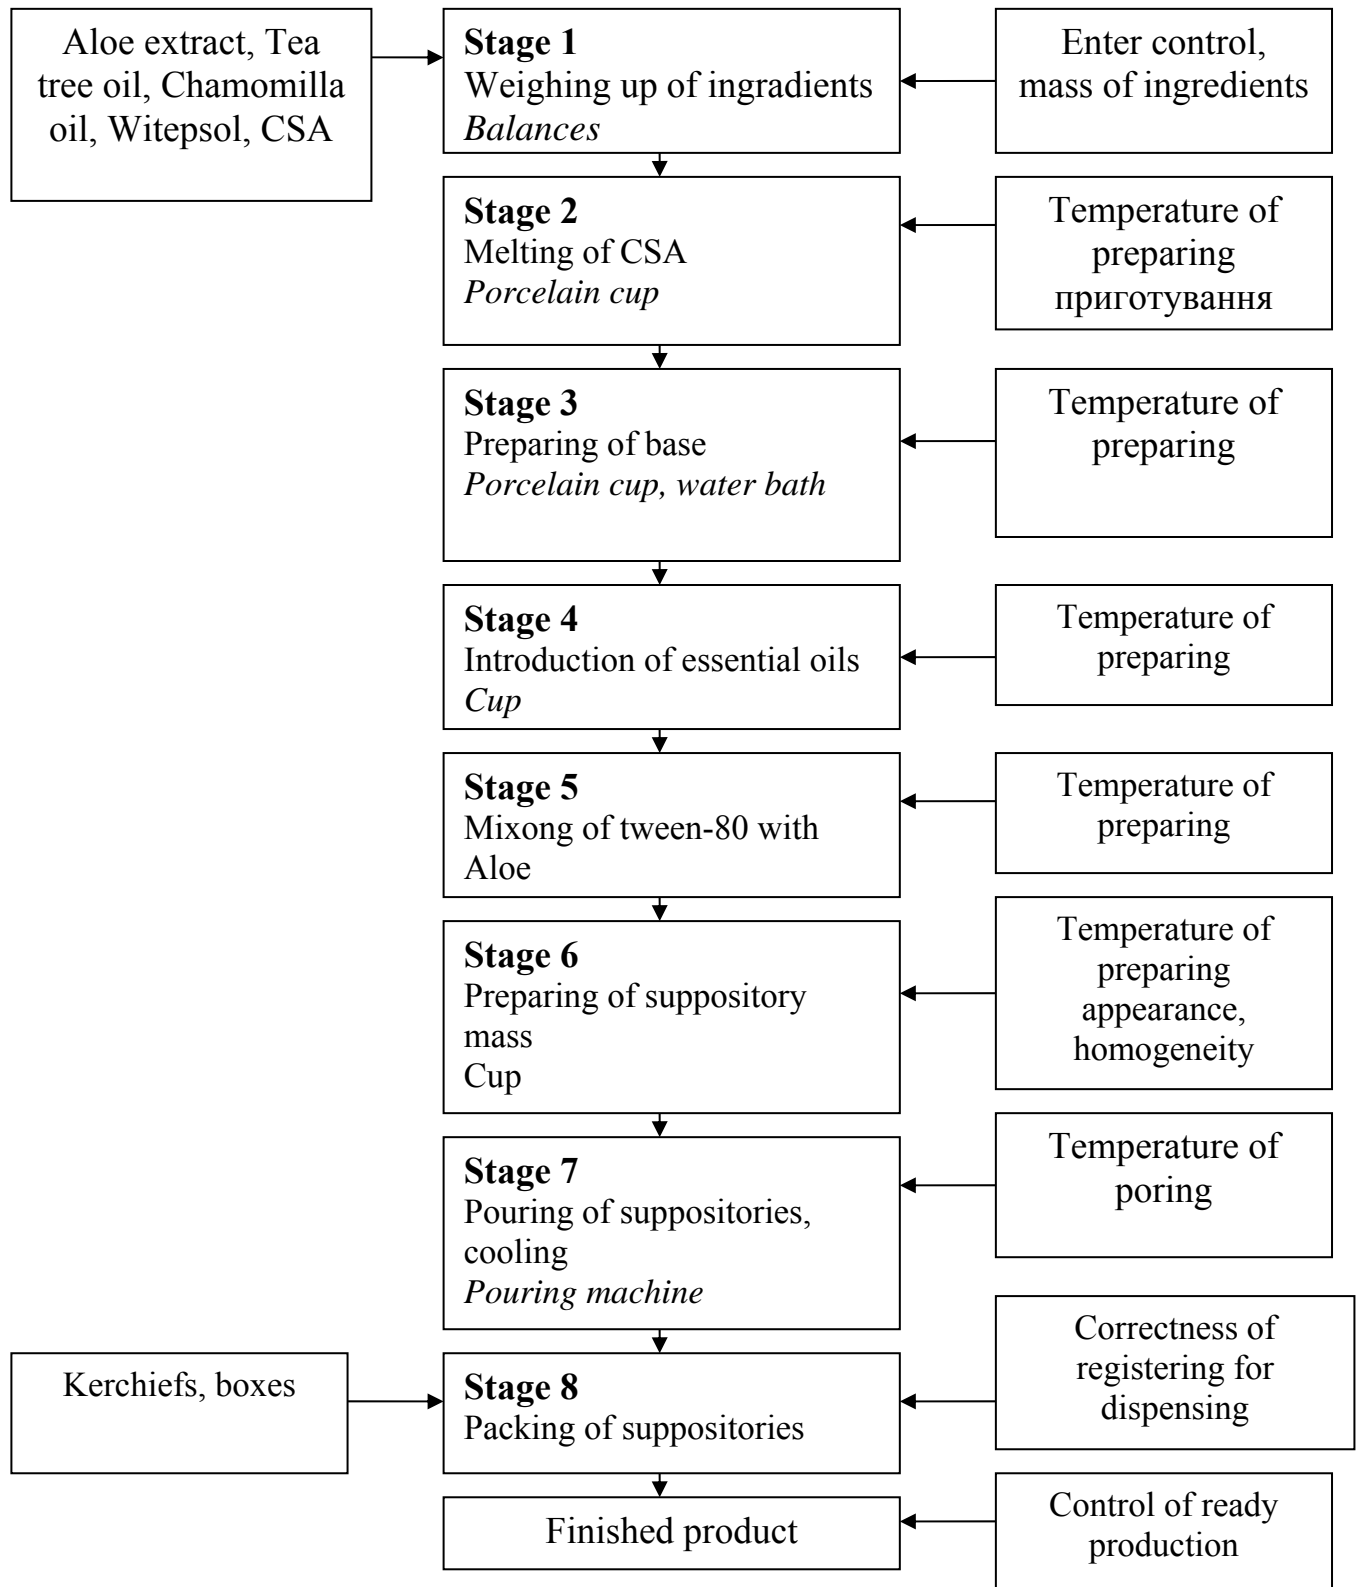 Aloe extract, Tea
tree oil, Chamomilla
oil, Witepsol, CSA
Stage 1
Weighing up of ingradients
Balances
Enter control,
mass of ingredients
Stage 2
Melting of CSA
Porcelain cup
Temperature of
preparing
приготування
Stage 3
Preparing of base
Porcelain cup, water bath
Temperature of
preparing
Stage 4
Introduction of essential oils
Cup
Temperature of
preparing
Stage 5
Mixong of tween-80 with
Aloe
Temperature of
preparing
Stage 6
Preparing of suppository
mass
Cup
Temperature of
preparing
appearance,
homogeneity
Stage 7
Pouring of suppositories,
cooling
Pouring machine
Temperature of
poring
Kerchiefs, boxes
Stage 8
Packing of suppositories
Correctness of
registering for
dispensing
Finished product
Control of ready
production